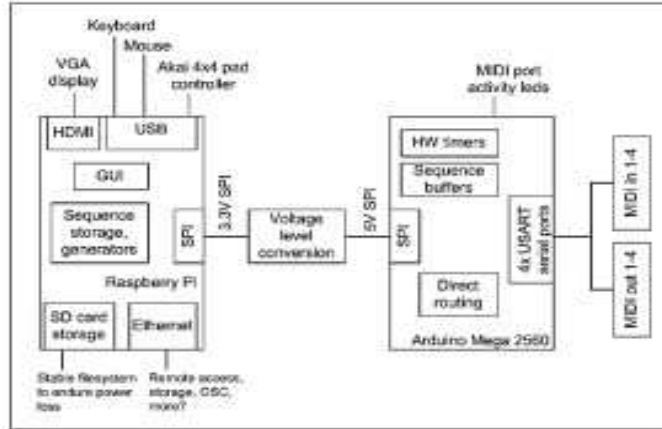 Keyboard
Mouse
VGA
display
Akai 4x4 pad
controller
MIDI port
activity leds
HDMI
USB
HW timers
GUI
Sequence
buffers
Sequence
storage,
generators
SPI
3.3V SPI
Voltage
level
conversion
5V SPI
SPI
4x USART
serial ports
MIDI in 1-4
MIDI out 1-4
Raspberry Pi
Direct
routing
SD card
storage
Ethernet
Arduino Mega 2560
Stable filesystem
to endure power
loss
Remote access,
storage, OSC,
more?